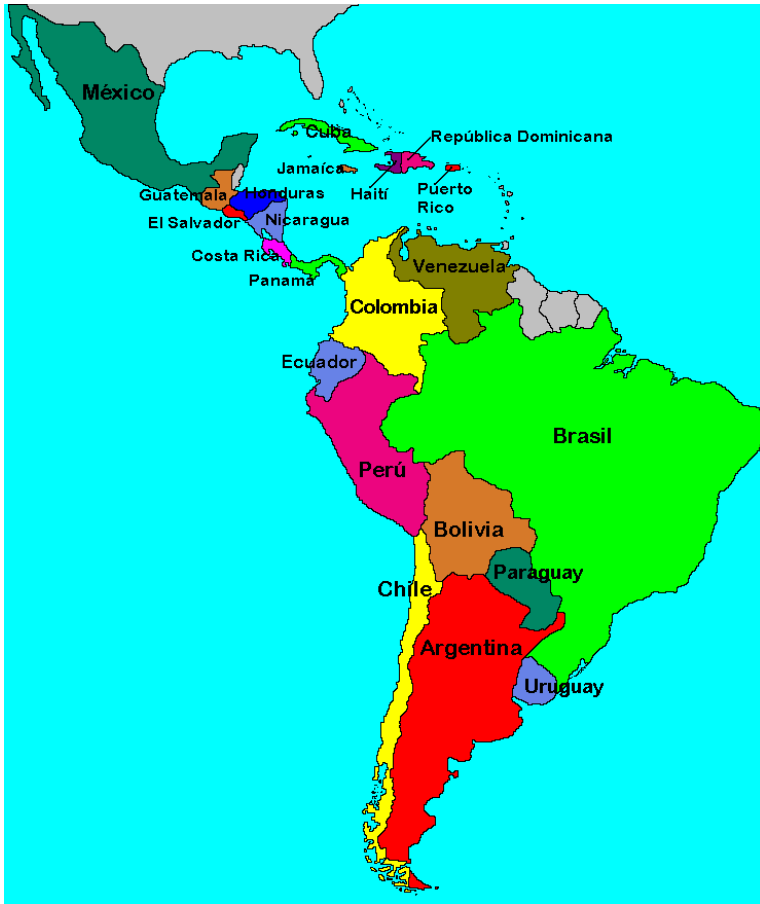 México
Cuba
República Dominicana
Jamaíca
Haití
Puerto
Rico
Guatemala
Honduras
El Salvador
Nicaragua
Costa Rica
Panamá
Venezuela
Colombia
Ecuador
Brasil
Perú
Bolivia
Paraguay
Chile
Argentina
Uruguay